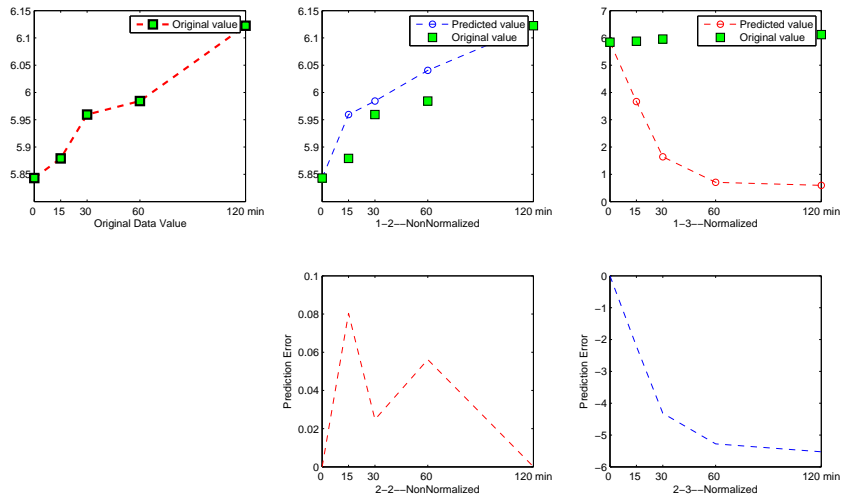 6.15
6.1
6.05
6
5.95
5.9
5.85
0 15 30 60 120 min
Original Data Value
Original value
6.15
6.1
6.05
6
5.95
5.9
5.85
0 15 30 60 120 min
1-2--NonNormalized
Predicted value
Original value
7
6
5
4
3
2
1
0
0 15 30 60 120 min
1-3--Normalized
Predicted value
Original value
0.1
0.08
0.06
0.04
0.02
0
Prediction Error
0 15 30 60 120 min
2-2--NonNormalized
0
-1
-2
-3
-4
-5
-6
Prediction Error
0 15 30 60 120 min
2-3--Normalized